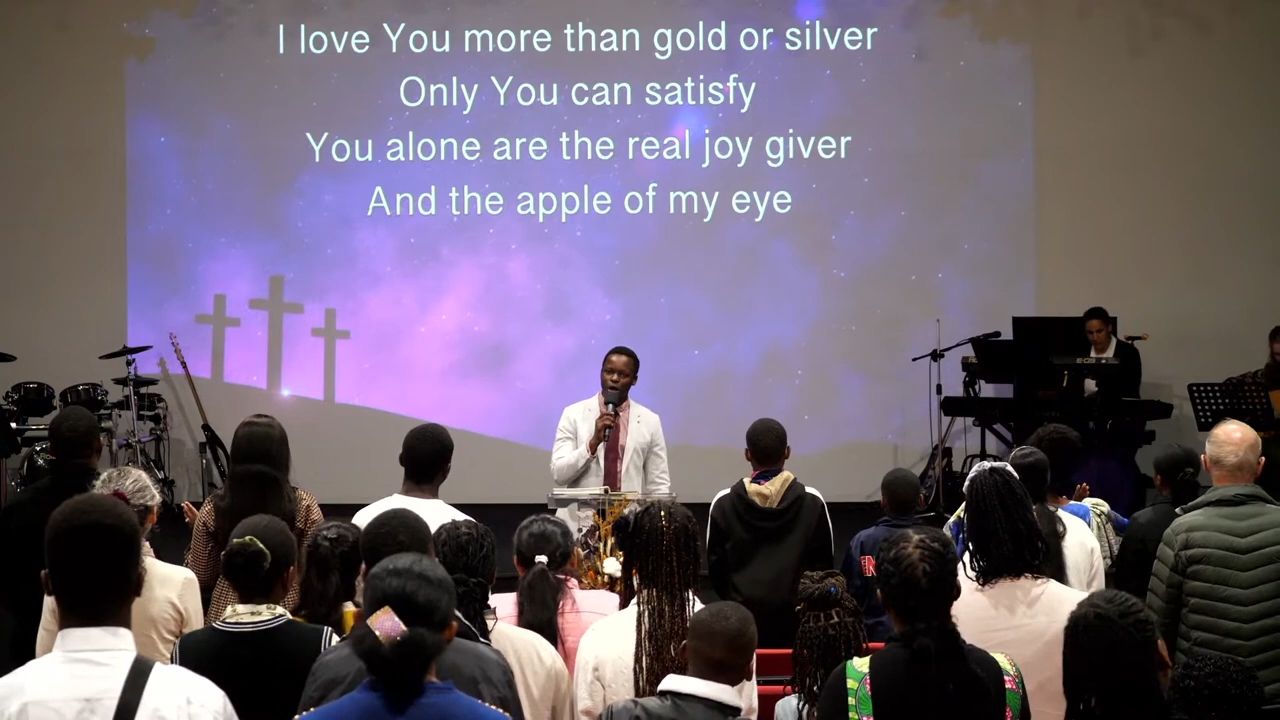 I love You more than gold or silver
Only You can satisfy
You alone are the real joy giver
And the apple of my eye